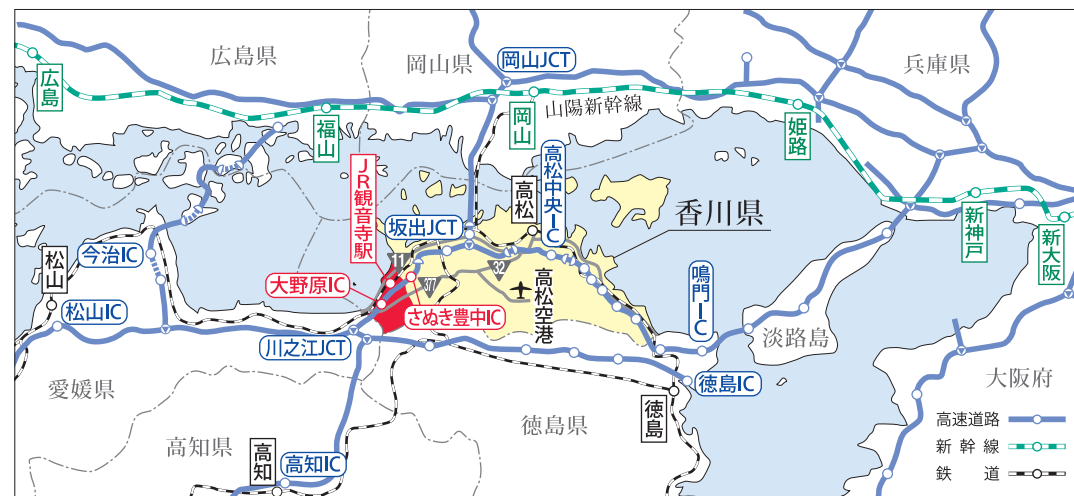 広島県
岡山県
岡山JCT
兵庫県
広島
福山
岡山
山陽新幹線
姫路
JR観音寺駅
高松
高松中央IC
香川県
坂出JCT
新神戸
新大阪
松山
今治IC
11
32
大野原IC
37
高松空港
鳴門IC
松山IC
さぬき豊中IC
川之江JCT
淡路島
愛媛県
徳島IC
大阪府
徳島
徳島県
高知県
高知
高知IC
高速道路
新幹線
鉄道